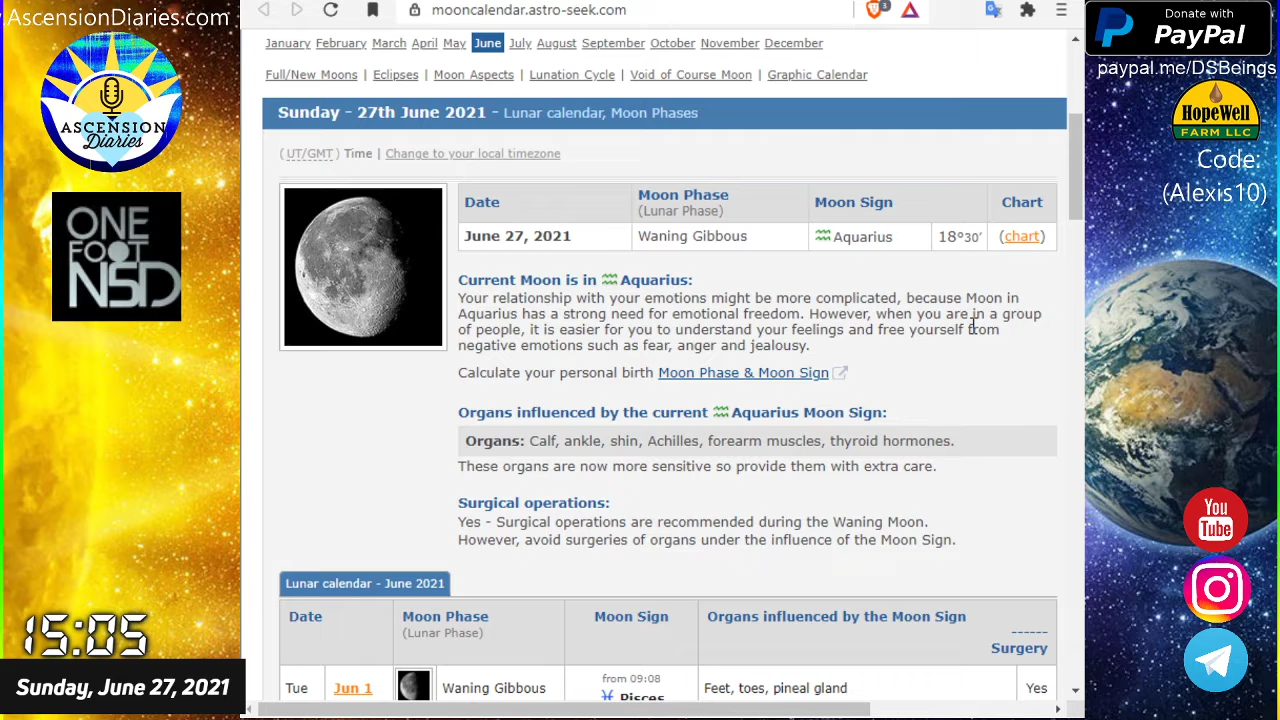 AscensionDiaries.com
ASCENSION
Diaries
ONE
FOOT
NSD
15:05
Sunday, June 27, 2021
mooncalendar.astro-seek.com
3
January February March April May June July August September October November December
Full/New Moons | Eclipses | Moon Aspects | Lunation Cycle | Void of Course Moon | Graphic Calendar
Sunday - 27th June 2021 - Lunar calendar, Moon Phases
( UT/GMT ) Time | Change to your local timezone
Date Moon Phase Moon Sign Chart
(Lunar Phase)
June 27, 2021 Waning Gibbous ♒ Aquarius 18°30′ (chart)
Current Moon is in ♒ Aquarius:
Your relationship with your emotions might be more complicated, because Moon in
Aquarius has a strong need for emotional freedom. However, when you are in a group
of people, it is easier for you to understand your feelings and free yourself from
negative emotions such as fear, anger and jealousy.
Calculate your personal birth Moon Phase & Moon Sign
Organs influenced by the current ♒ Aquarius Moon Sign:
Organs: Calf, ankle, shin, Achilles, forearm muscles, thyroid hormones.
These organs are now more sensitive so provide them with extra care.
Surgical operations:
Yes - Surgical operations are recommended during the Waning Moon.
However, avoid surgeries of organs under the influence of the Moon Sign.
Lunar calendar - June 2021
Date Moon Phase Moon Sign Organs influenced by the Moon Sign
(Lunar Phase)
------
Surgery
from 09:08
Tue Jun 1 Waning Gibbous ♓ Pisces Feet, toes, pineal gland Yes
Donate with
PayPal
paypal.me/DSBeings
HopeWell
FARM LLC
Code:
(Alexis10)
You
Tube